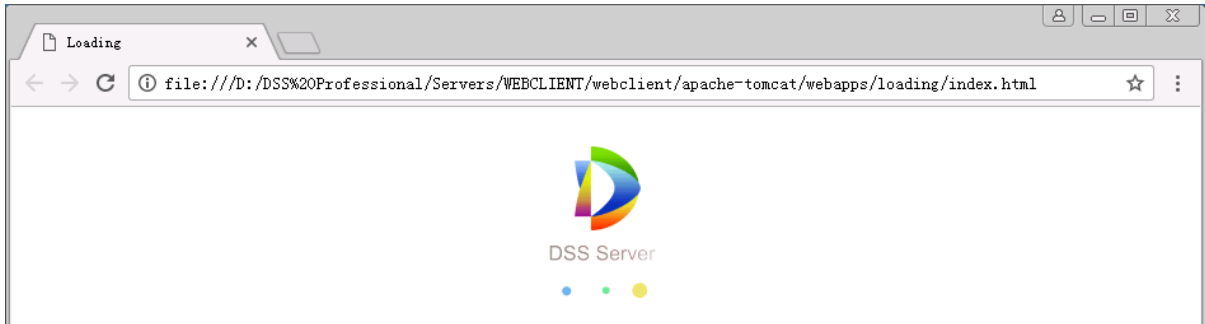 Loading
file:///D:/DSS%20Professional/Servers/WEBCLIENT/webclient/apache-tomcat/webapps/loading/index.html
DSS Server